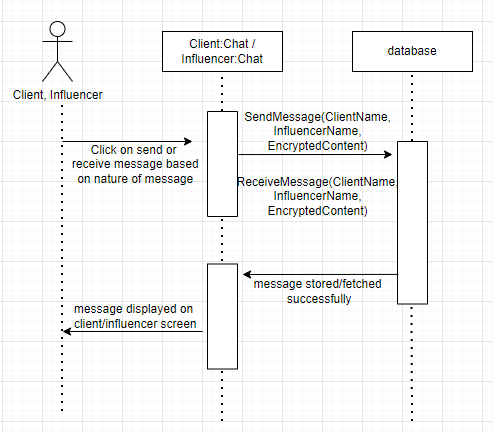 Client:Chat /
Influencer:Chat
database
Client, Influencer
SendMessage(ClientName,
InfluencerName,
EncryptedContent)
Click on send or
receive message based
on nature of message
ReceiveMessage(ClientName,
InfluencerName,
EncryptedContent)
message stored/fetched
successfully
message displayed on
client/influencer screen